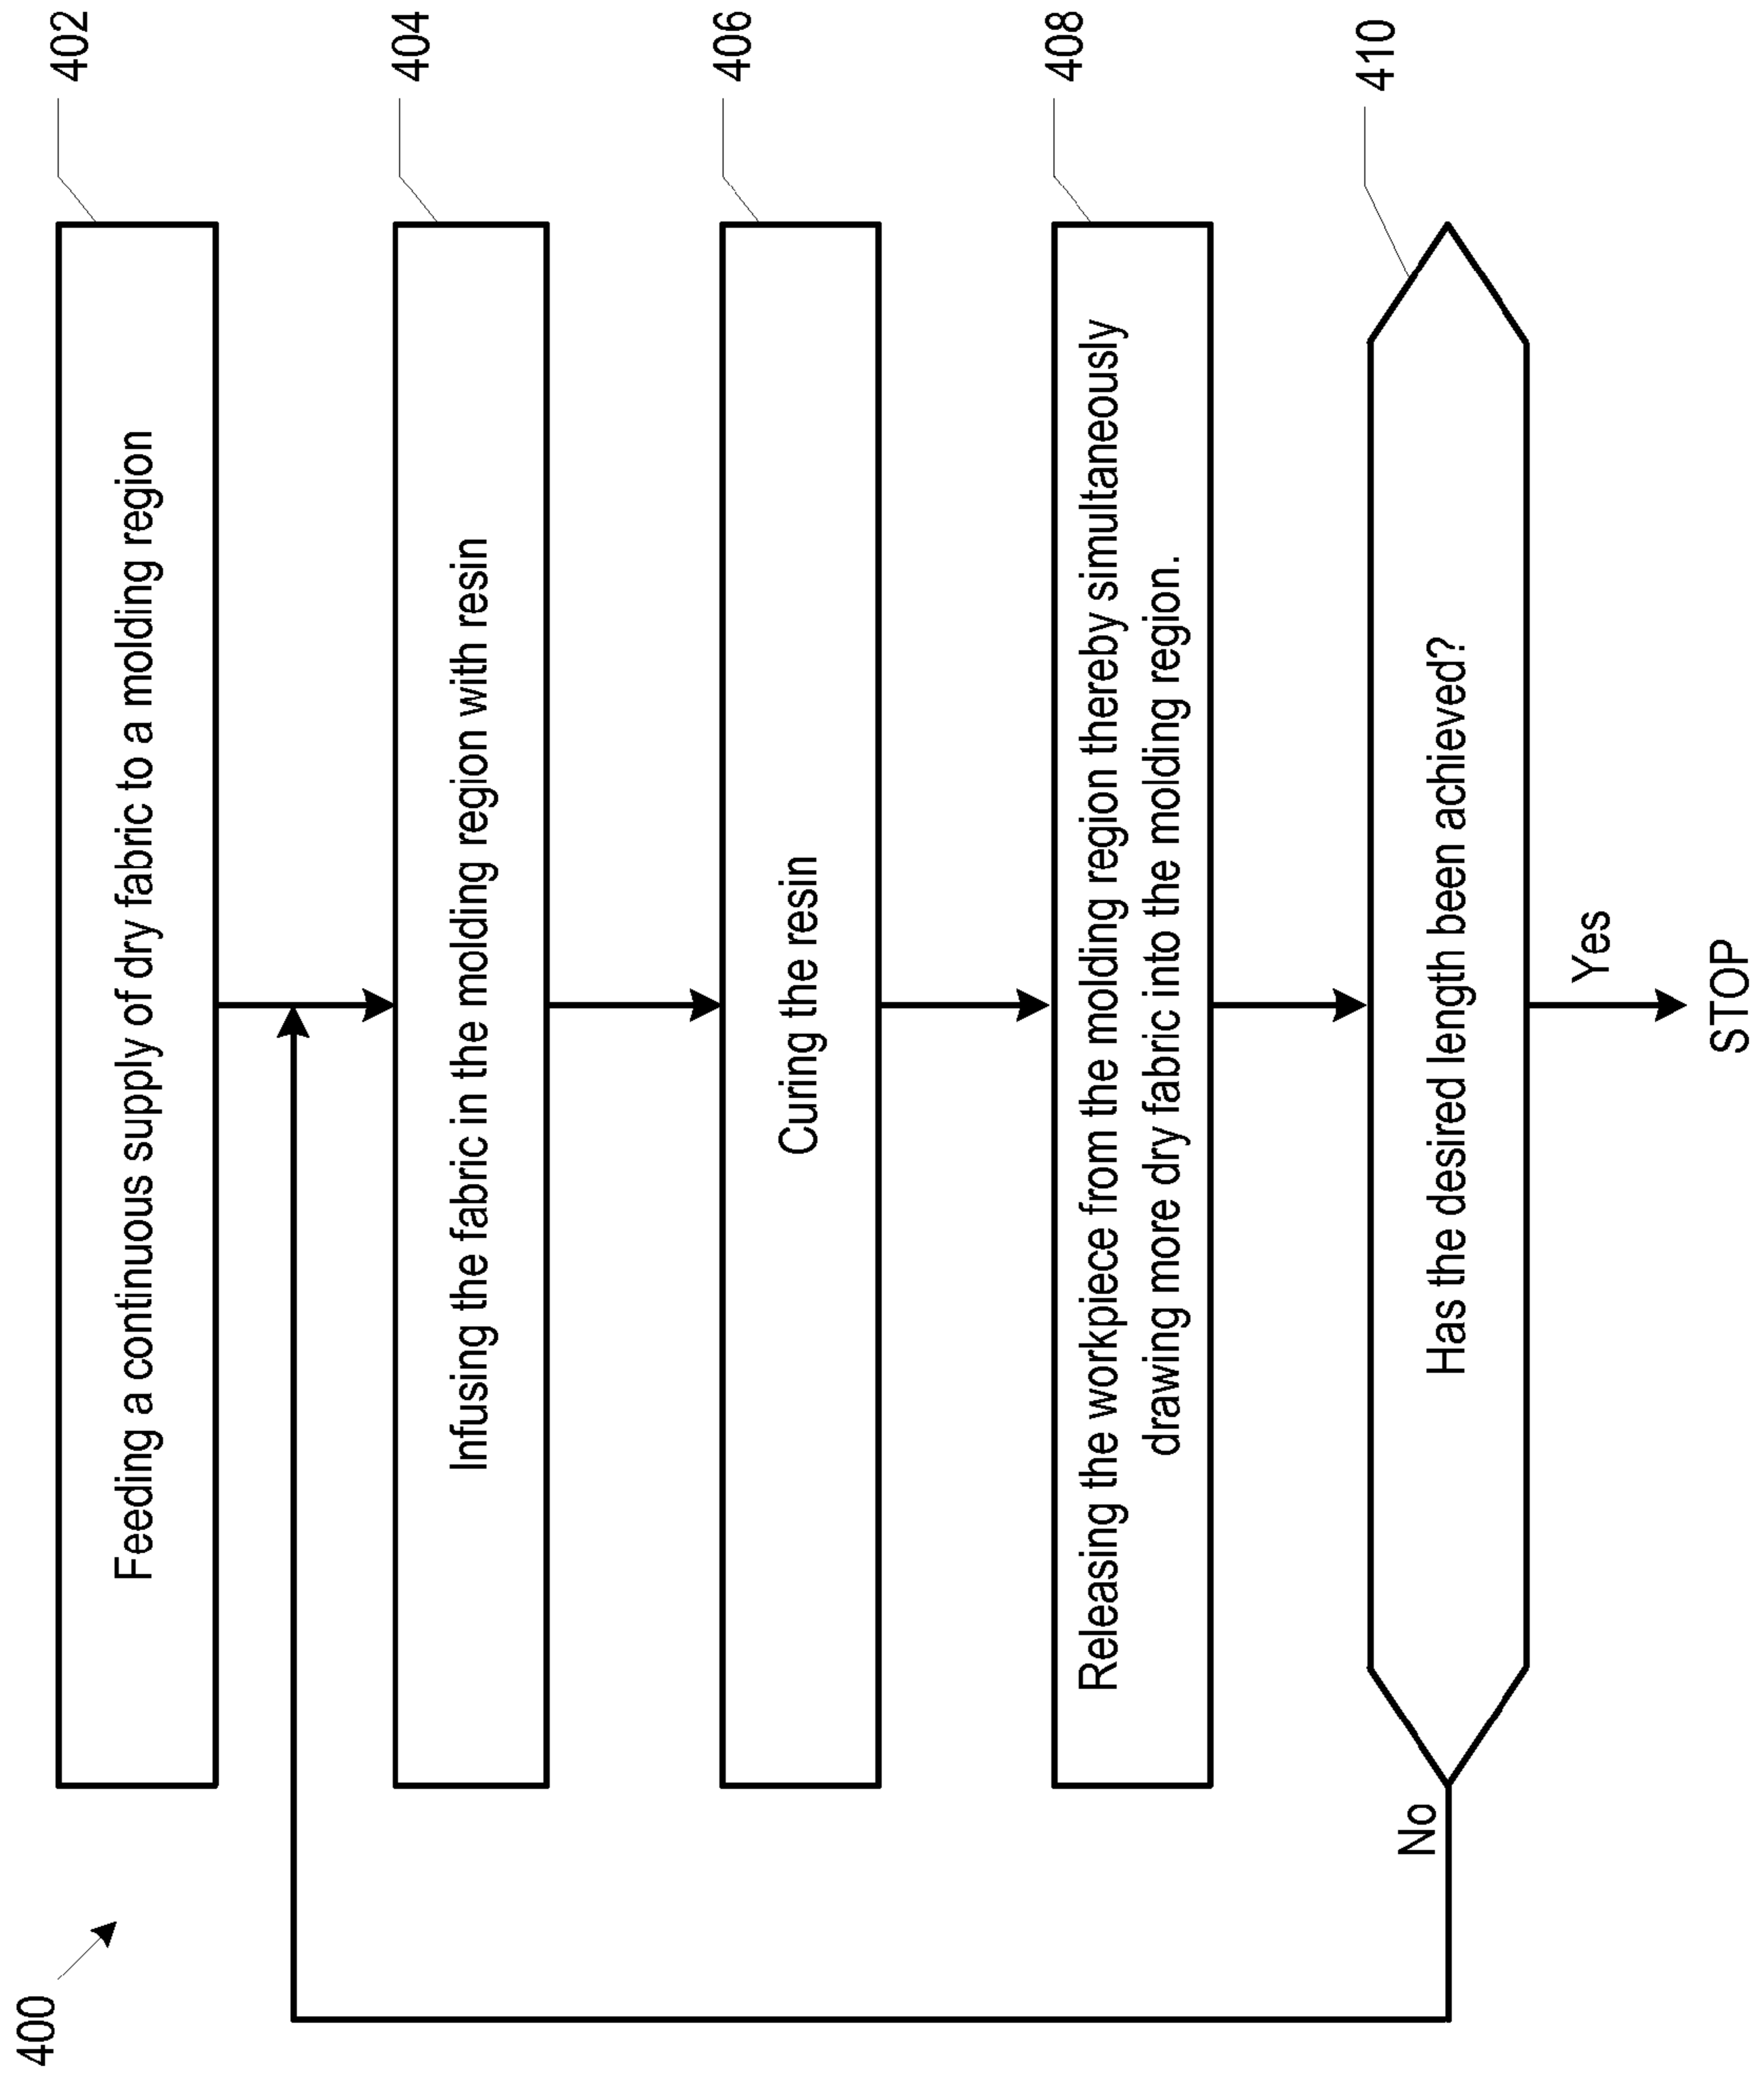 400
402
Feeding a continuous supply of dry fabric to a molding region
404
Infusing the fabric in the molding region with resin
406
Curing the resin
408
Releasing the workpiece from the molding region thereby simultaneously
drawing more dry fabric into the molding region.
410
Has the desired length been achieved?
No
Yes
STOP